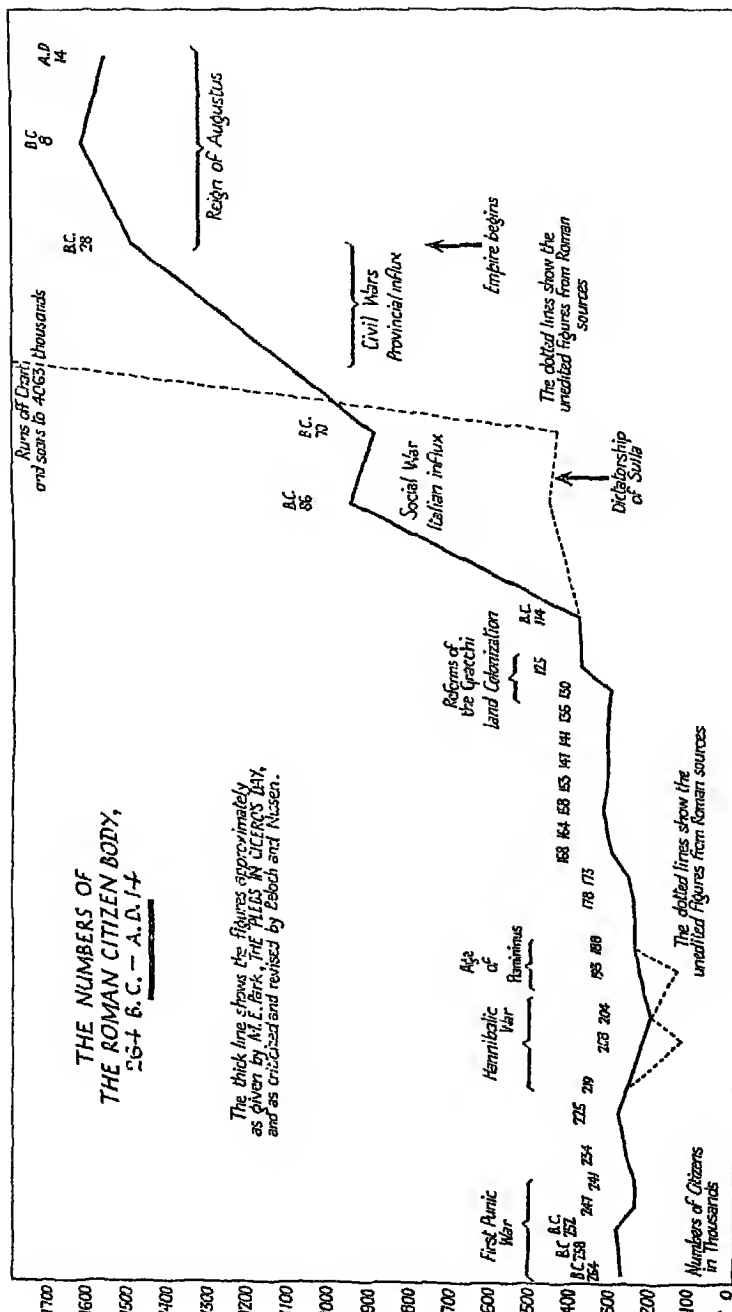 THE NUMBERS OF
THE ROMAN CITIZEN BODY,
264 B.C. – A.D. 14
The thick line shows the figures approximately
as given by M.E. Park, THE PLEBS IN CICERO'S DAY,
and as criticized and revised by Beloch and Nissen.
1700
1600
1500
1400
1300
1200
1100
1000
900
800
700
600
500
400
300
200
100
0
Numbers of Citizens
in Thousands
First Punic
War
B.C.
264
B.C.
258
B.C.
252
247
241
234
225
219
Hannibalic
War
208
204
Age
of
Flamininus
193
188
The dotted lines show the
unedited figures from Roman sources
178
173
168
164
158
153
147
141
136
130
Reforms of
the Gracchi
Land Colonization
125
B.C.
114
B.C.
86
Social War
Italian influx
B.C.
70
Dictatorship
of Sulla
The dotted lines show the
unedited figures from Roman
sources
Runs off Chart
and soars to 4063 thousands
Civil Wars
Provincial influx
Empire begins
B.C.
28
B.C.
8
A.D
14
Reign of Augustus